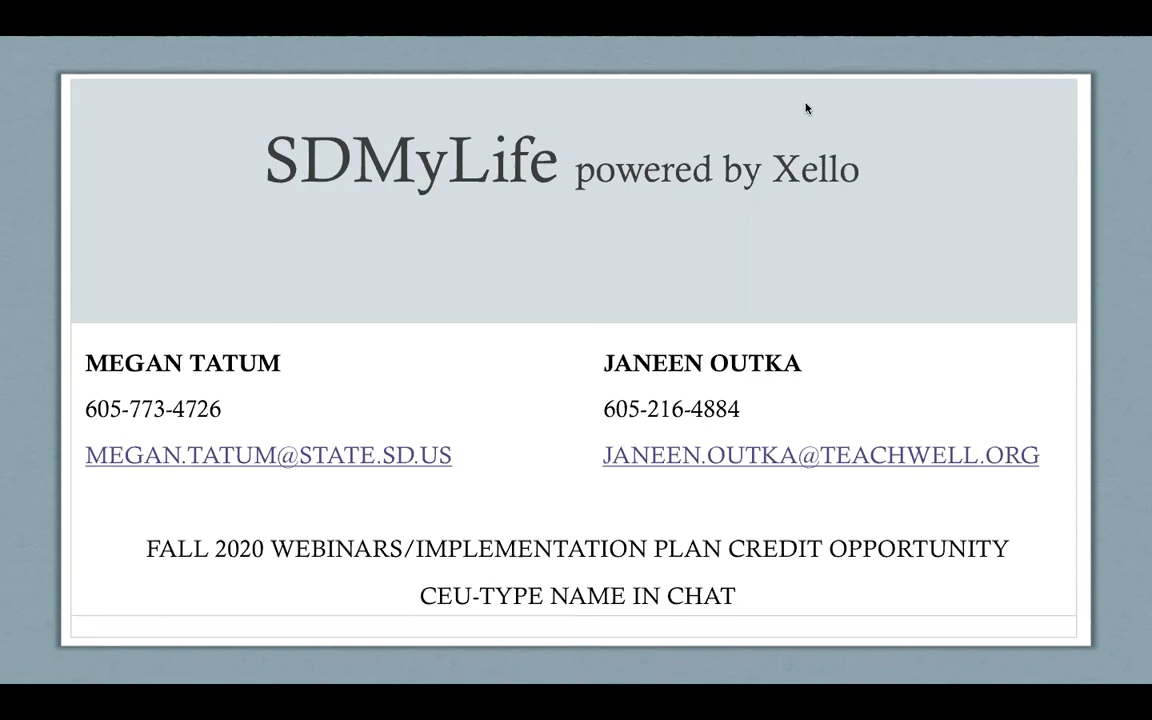 SDMyLife powered by Xello
MEGAN TATUM
605-773-4726
MEGAN.TATUM@STATE.SD.US
JANEEN OUTKA
605-216-4884
JANEEN.OUTKA@TEACHWELL.ORG
FALL 2020 WEBINARS/IMPLEMENTATION PLAN CREDIT OPPORTUNITY
CEU-TYPE NAME IN CHAT